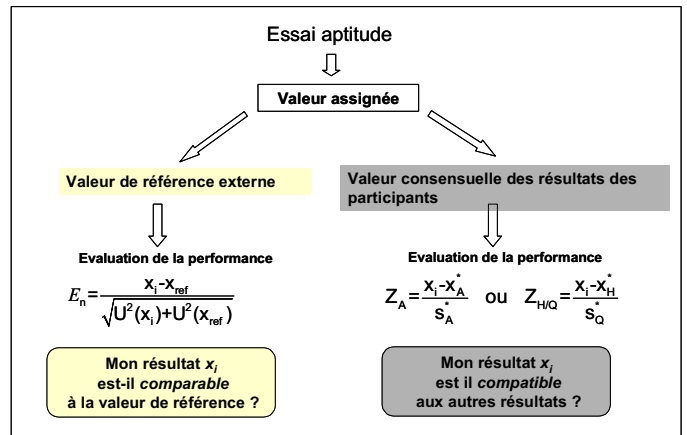 Essai aptitude
Valeur assignée
Valeur de référence externe
Valeur consensuelle des résultats des
participants
Evaluation de la performance
E_n = (x_i-x_ref) / √(U²(x_i)+U²(x_ref))
Evaluation de la performance
Z_A = (x_i-x*_A) / s*_A ou Z_H/Q = (x_i-x*_H) / s*_Q
Mon résultat x_i
est-il comparable
à la valeur de référence ?
Mon résultat x_i
est il compatible
aux autres résultats ?